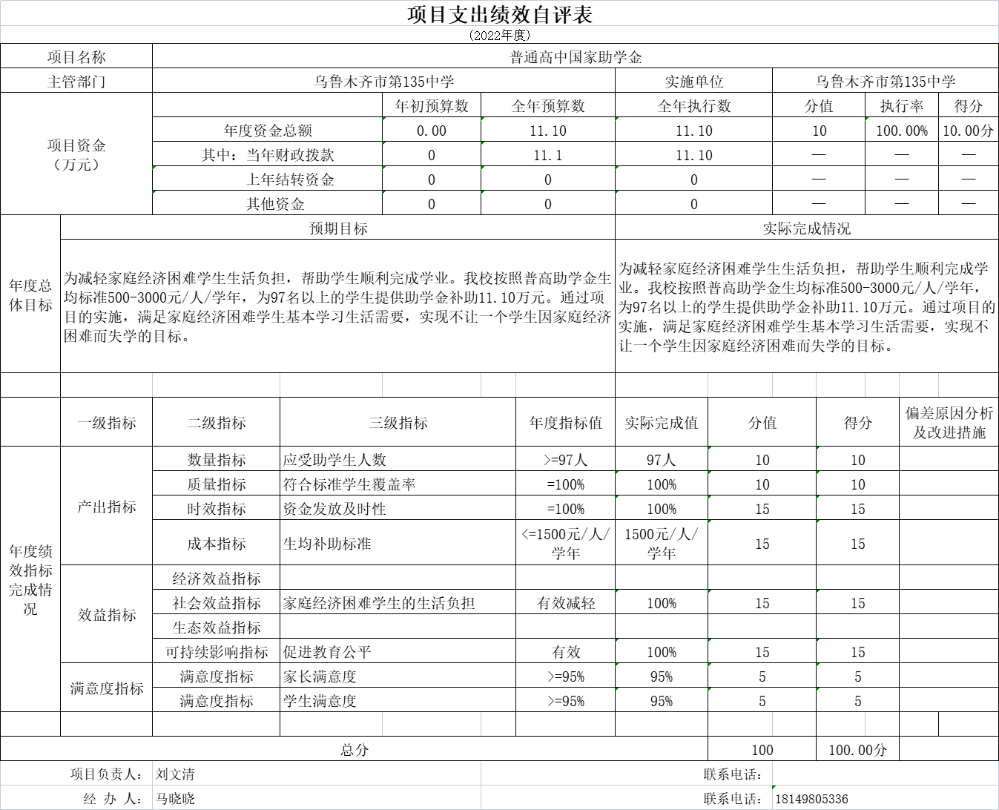 项目支出绩效自评表
(2022年度)
项目名称 普通高中国家助学金
主管部门 乌鲁木齐市第135中学 实施单位 乌鲁木齐市第135中学
项目资金
（万元）
年初预算数 全年预算数 全年执行数 分值 执行率 得分
年度资金总额 0.00 11.10 11.10 10 100.00% 10.00分
其中：当年财政拨款 0 11.1 11.10 — — —
上年结转资金 0 0 0 — — —
其他资金 0 0 0 — — —
年度总
体目标
预期目标 实际完成情况
为减轻家庭经济困难学生生活负担，帮助学生顺利完成学业。我校按照普高助学金生
均标准500-3000元/人/学年，为97名以上的学生提供助学金补助11.10万元。通过项
目的实施，满足家庭经济困难学生基本学习生活需要，实现不让一个学生因家庭经济
困难而失学的目标。
为减轻家庭经济困难学生生活负担，帮助学生顺利完成学
业。我校按照普高助学金生均标准500-3000元/人/学年，
为97名以上的学生提供助学金补助11.10万元。通过项目的
实施，满足家庭经济困难学生基本学习生活需要，实现不
让一个学生因家庭经济困难而失学的目标。
一级指标 二级指标 三级指标 年度指标值 实际完成值 分值 得分 偏差原因分析
及改进措施
年度绩
效指标
完成情
况
产出指标
数量指标 应受助学生人数 >=97人 97人 10 10
质量指标 符合标准学生覆盖率 =100% 100% 10 10
时效指标 资金发放及时性 =100% 100% 15 15
成本指标 生均补助标准 <=1500元/人/
学年 1500元/人/
学年 15 15
效益指标
经济效益指标
社会效益指标 家庭经济困难学生的生活负担 有效减轻 100% 15 15
生态效益指标
可持续影响指标 促进教育公平 有效 100% 15 15
满意度指标
满意度指标 家长满意度 >=95% 95% 5 5
满意度指标 学生满意度 >=95% 95% 5 5
总分 100 100.00分
项目负责人： 刘文清 联系电话：
经 办 人： 马晓晓 联系电话： 18149805336